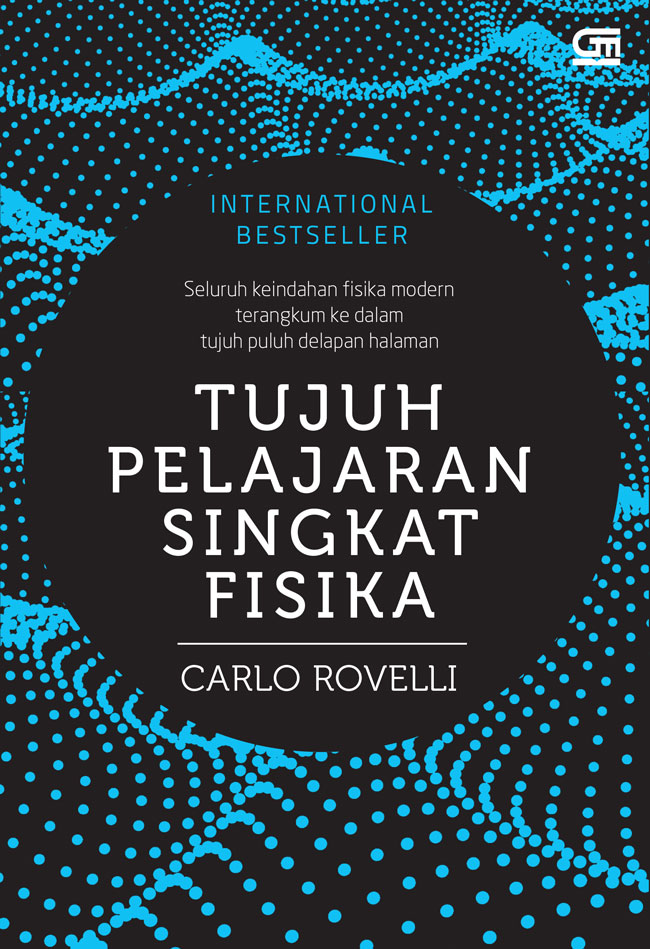 GM
INTERNATIONAL
BESTSELLER
Seluruh keindahan fisika modern
terangkum ke dalam
tujuh puluh delapan halaman
TUJUH
PELAJARAN
SINGKAT
FISIKA
CARLO ROVELLI